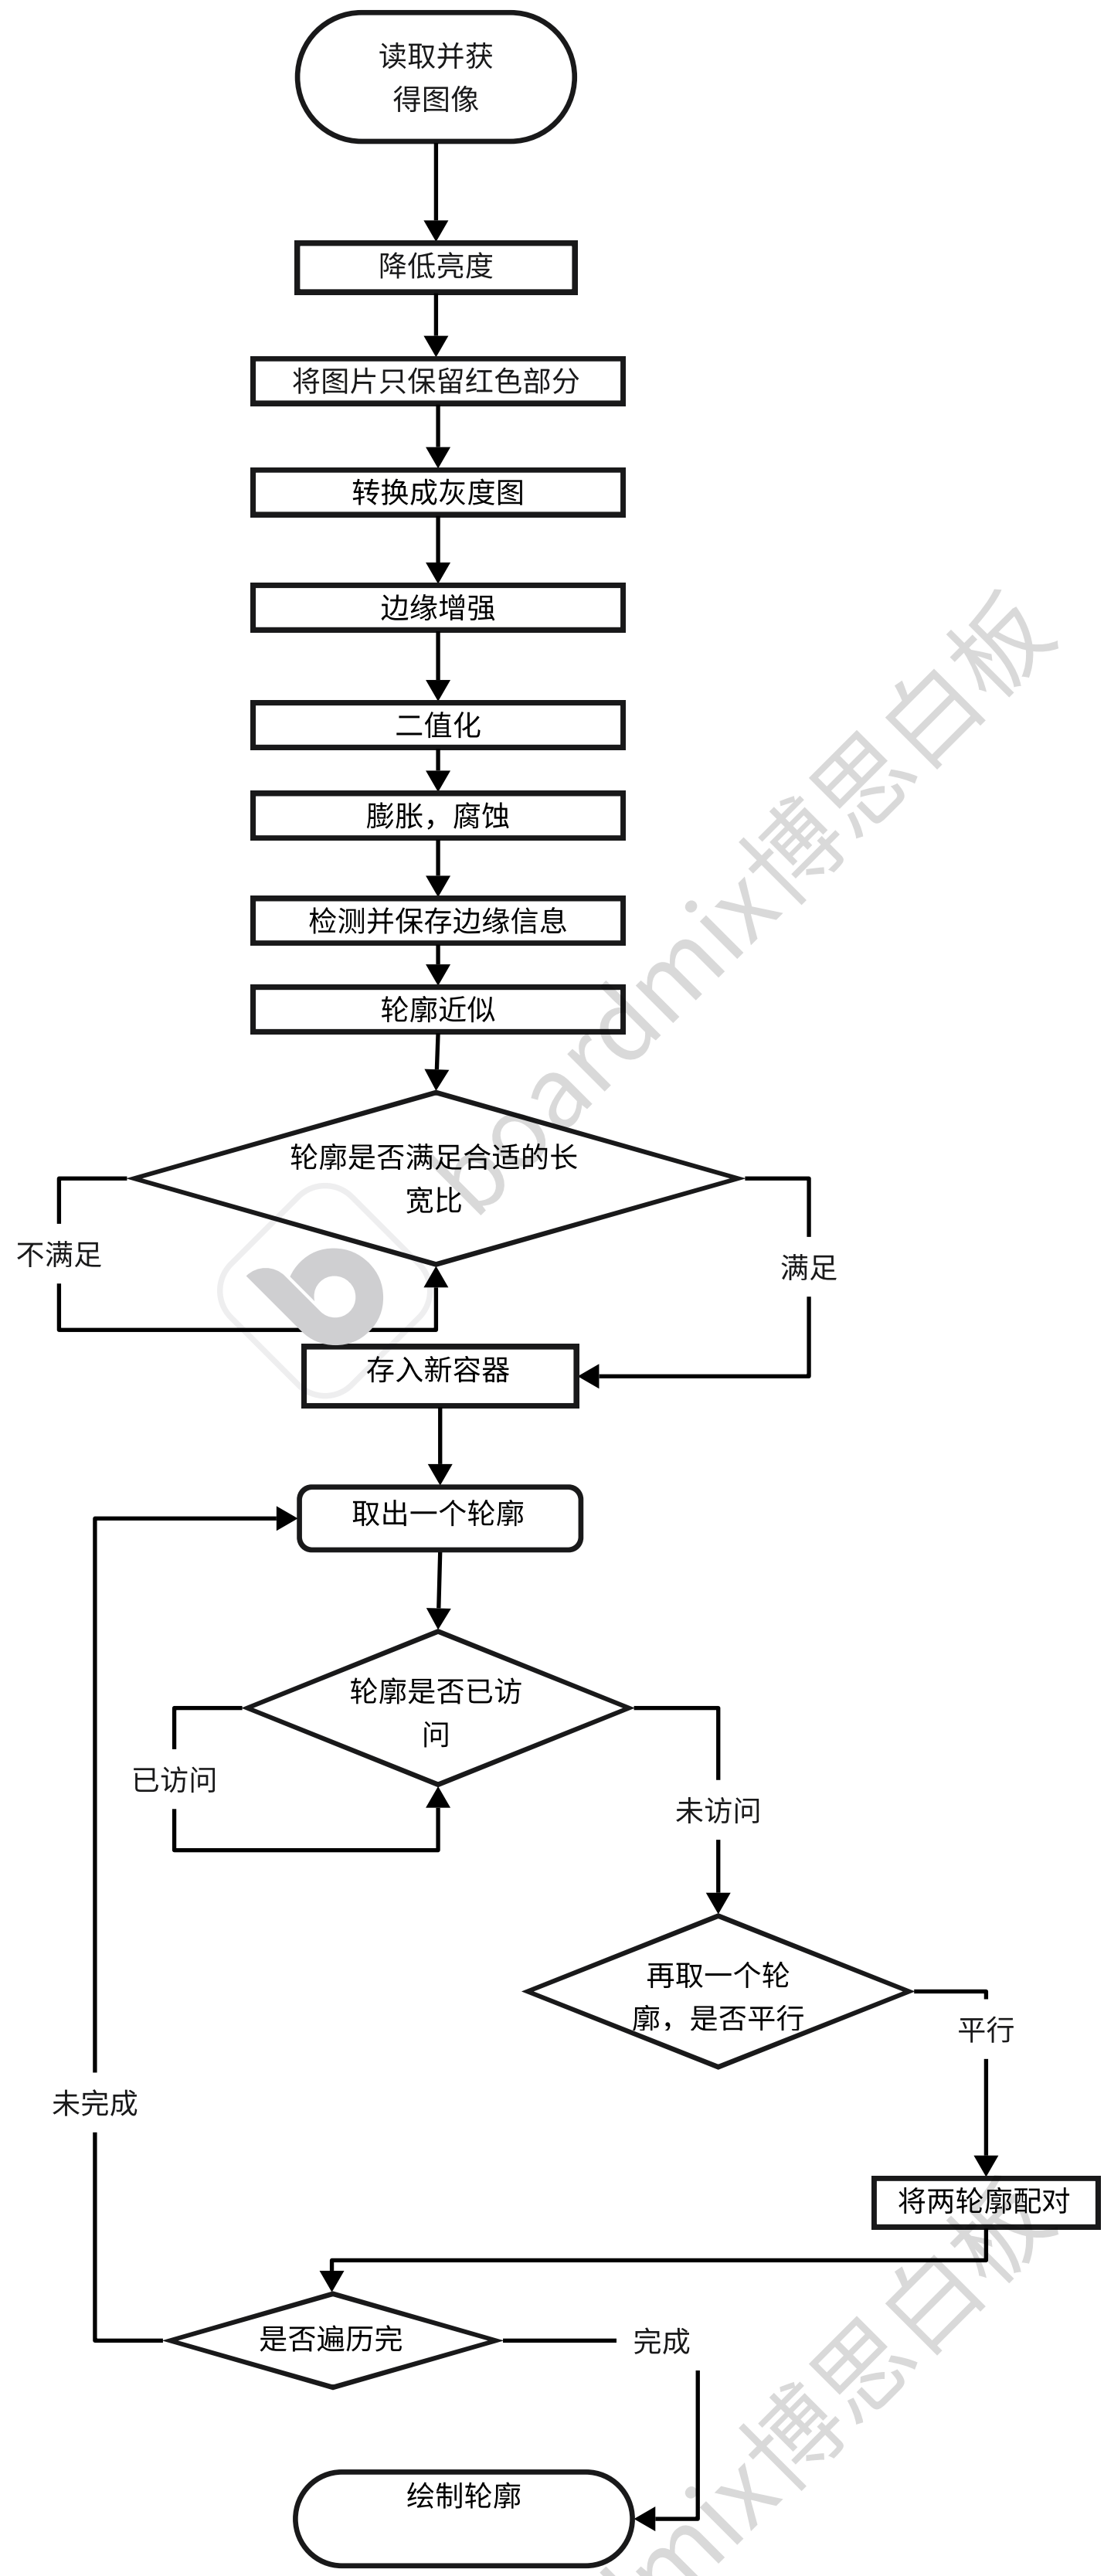 读取并获
得图像
降低亮度
将图片只保留红色部分
转换成灰度图
边缘增强
二值化
膨胀，腐蚀
检测并保存边缘信息
轮廓近似
轮廓是否满足合适的长
宽比
不满足
满足
存入新容器
取出一个轮廓
轮廓是否已访
问
已访问
未访问
再取一个轮
廓，是否平行
平行
未完成
将两轮廓配对
是否遍历完
完成
绘制轮廓
boardmix博思白板
dmix博思白板